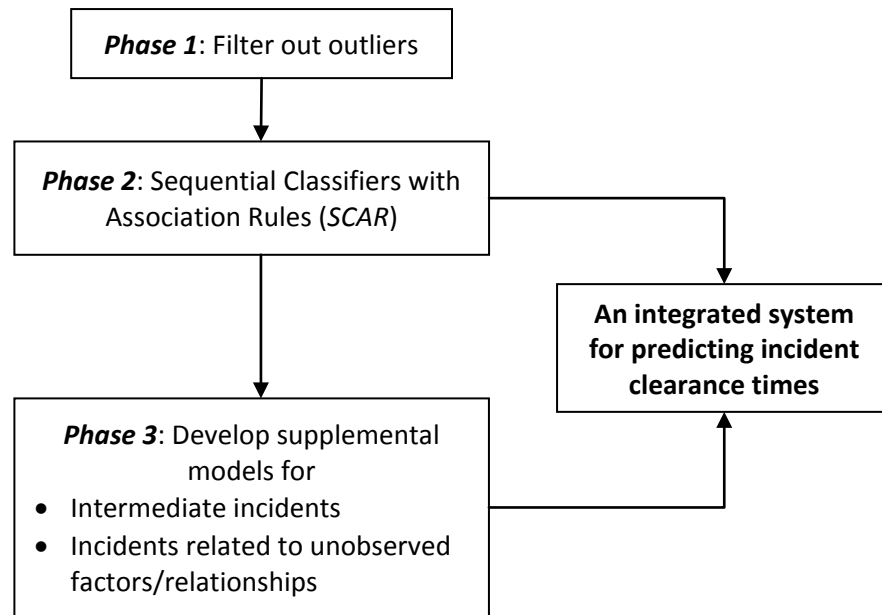 Phase 1: Filter out outliers
Phase 2: Sequential Classifiers with
Association Rules (SCAR)
An integrated system
for predicting incident
clearance times
Phase 3: Develop supplemental
models for
• Intermediate incidents
• Incidents related to unobserved
factors/relationships